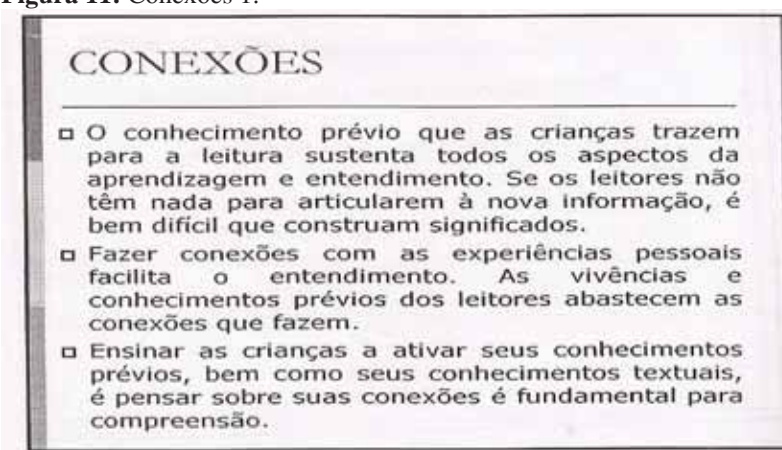 Figura 11. Conexões 1.
CONEXÕES
O conhecimento prévio que as crianças trazem
para a leitura sustenta todos os aspectos da
aprendizagem e entendimento. Se os leitores não
têm nada para articularem à nova informação, é
bem difícil que construam significados.
Fazer conexões com as experiências pessoais
facilita o entendimento. As vivências e
conhecimentos prévios dos leitores abastecem as
conexões que fazem.
Ensinar as crianças a ativar seus conhecimentos
prévios, bem como seus conhecimentos textuais,
é pensar sobre suas conexões é fundamental para
compreensão.